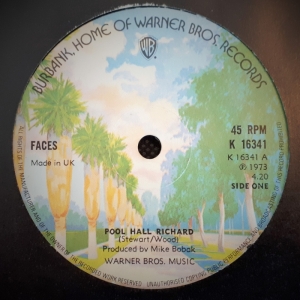 BURBANK, HOME OF WARNER BROS. RECORDS
WB
FACES
Made in UK
45 RPM
K 16341
K 16341 A
℗ 1973
4.20
SIDE ONE
POOL HALL RICHARD
(Stewart/Wood)
Produced by Mike Bobak
WARNER BROS. MUSIC